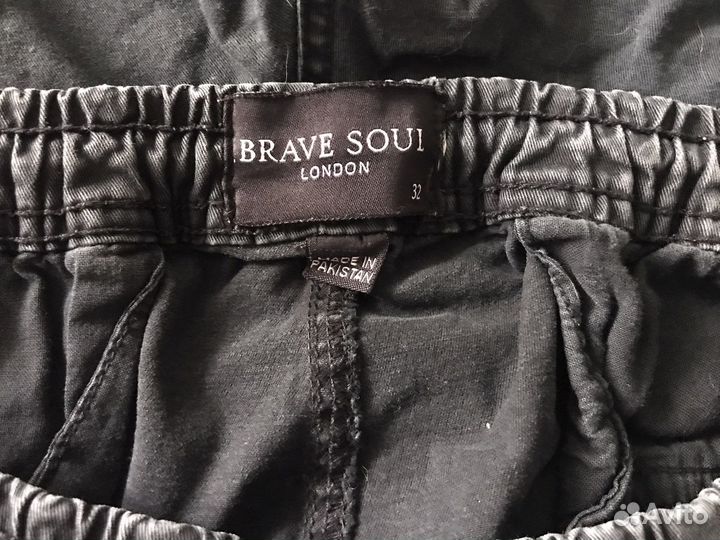 BRAVE SOUL
LONDON
32
MADE IN
PAKISTAN
Avito